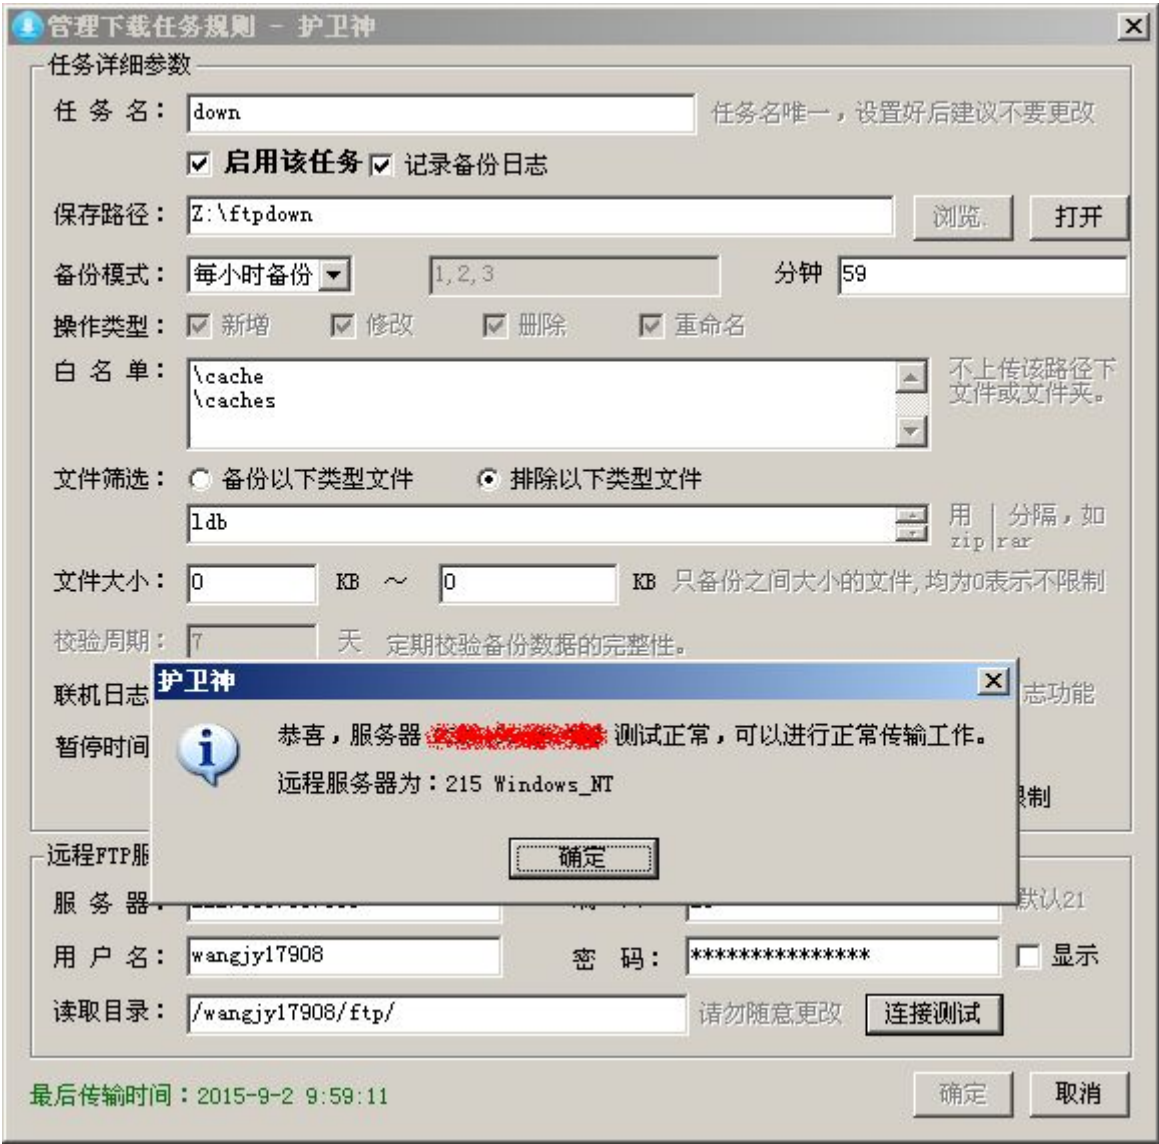 管理下载任务规则 - 护卫神
任务详细参数
任 务 名： down 任务名唯一，设置好后建议不要更改
启用该任务 记录备份日志
保存路径： Z:\ftpdown 浏览. 打开
备份模式： 每小时备份 1,2,3 分钟 59
操作类型： 新增 修改 删除 重命名
白 名 单： \cache 不上传该路径下
\caches 文件或文件夹。
文件筛选： 备份以下类型文件 排除以下类型文件
ldb 用 | 分隔，如
zip|rar
文件大小： 0 KB ～ 0 KB 只备份之间大小的文件,均为0表示不限制
校验周期： 7 天 定期校验备份数据的完整性。
护卫神
联机日志 志功能
恭喜，服务器 测试正常，可以进行正常传输工作。
暂停时间
远程服务器为：215 Windows_NT
限制
确定
远程FTP服
服 务 器： 默认21
用 户 名： wangjy17908 密 码： *************** 显示
读取目录： /wangjy17908/ftp/ 请勿随意更改 连接测试
最后传输时间：2015-9-2 9:59:11 确定 取消